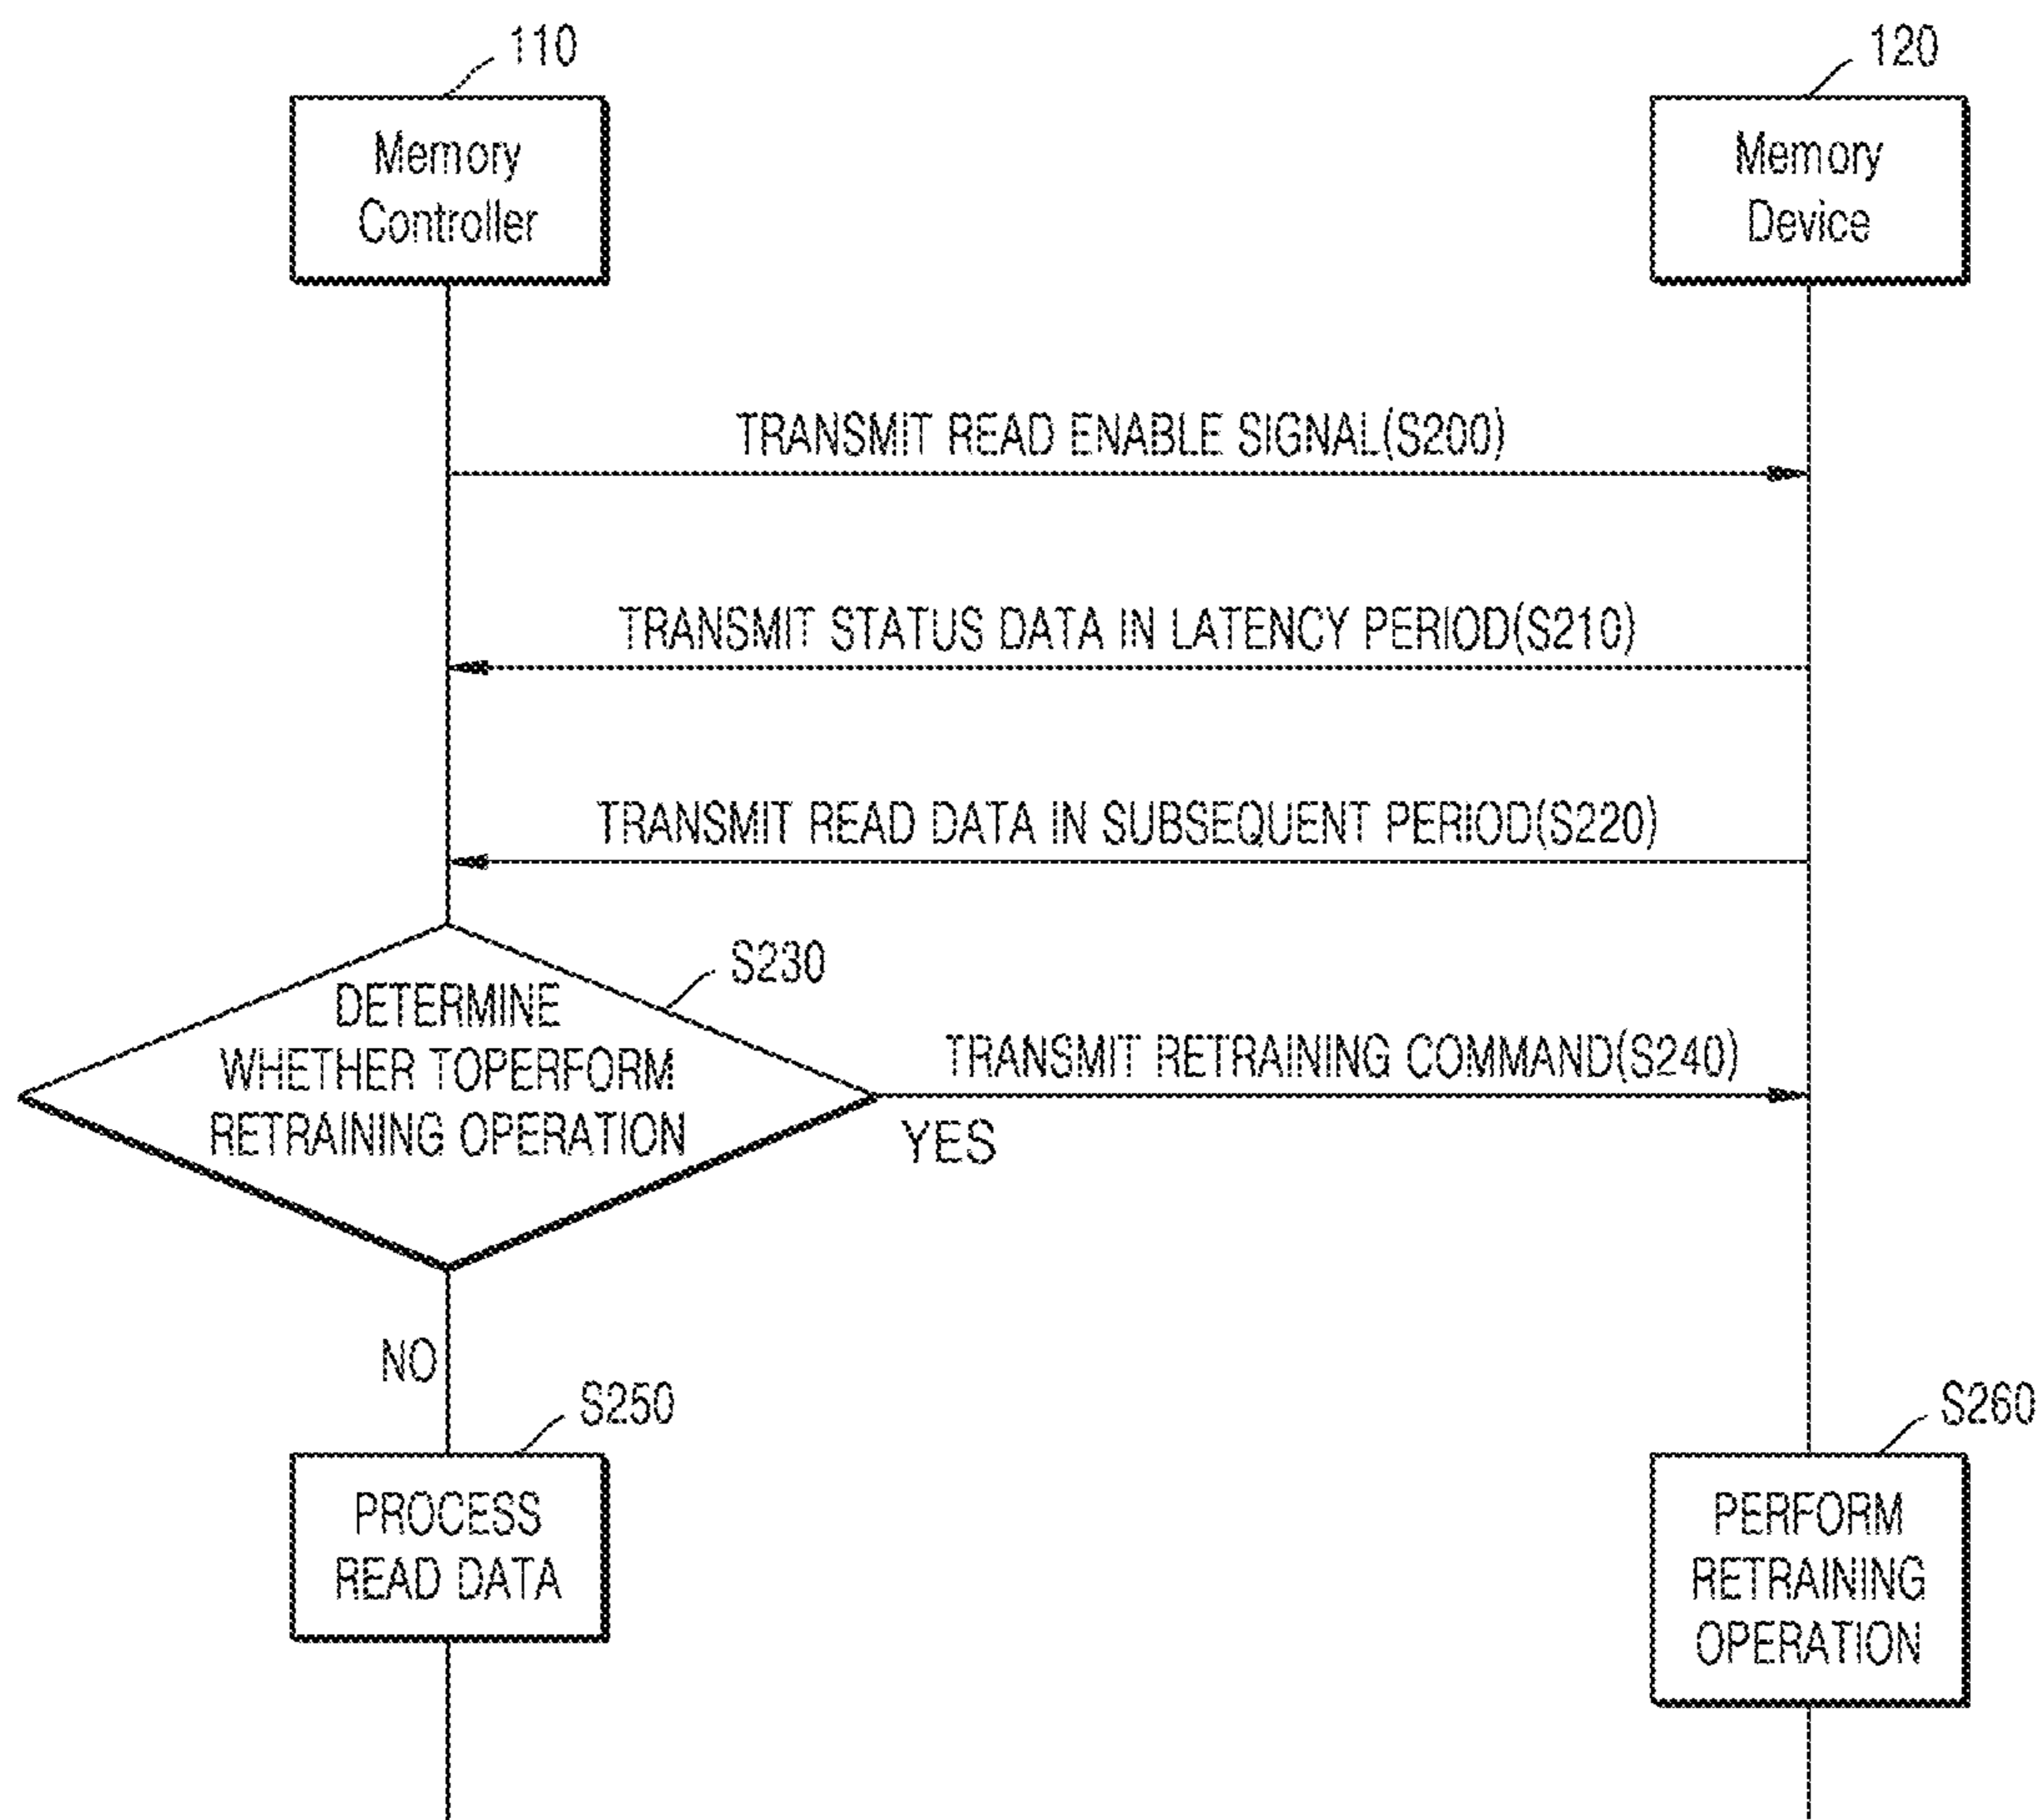 110
120
Memory
Controller
Memory
Device
TRANSMIT READ ENABLE SIGNAL(S200)
TRANSMIT STATUS DATA IN LATENCY PERIOD(S210)
TRANSMIT READ DATA IN SUBSEQUENT PERIOD(S220)
S230
DETERMINE
WHETHER TOPERFORM
RETRAINING OPERATION
TRANSMIT RETRAINING COMMAND(S240)
YES
NO
S250
S260
PROCESS
READ DATA
PERFORM
RETRAINING
OPERATION